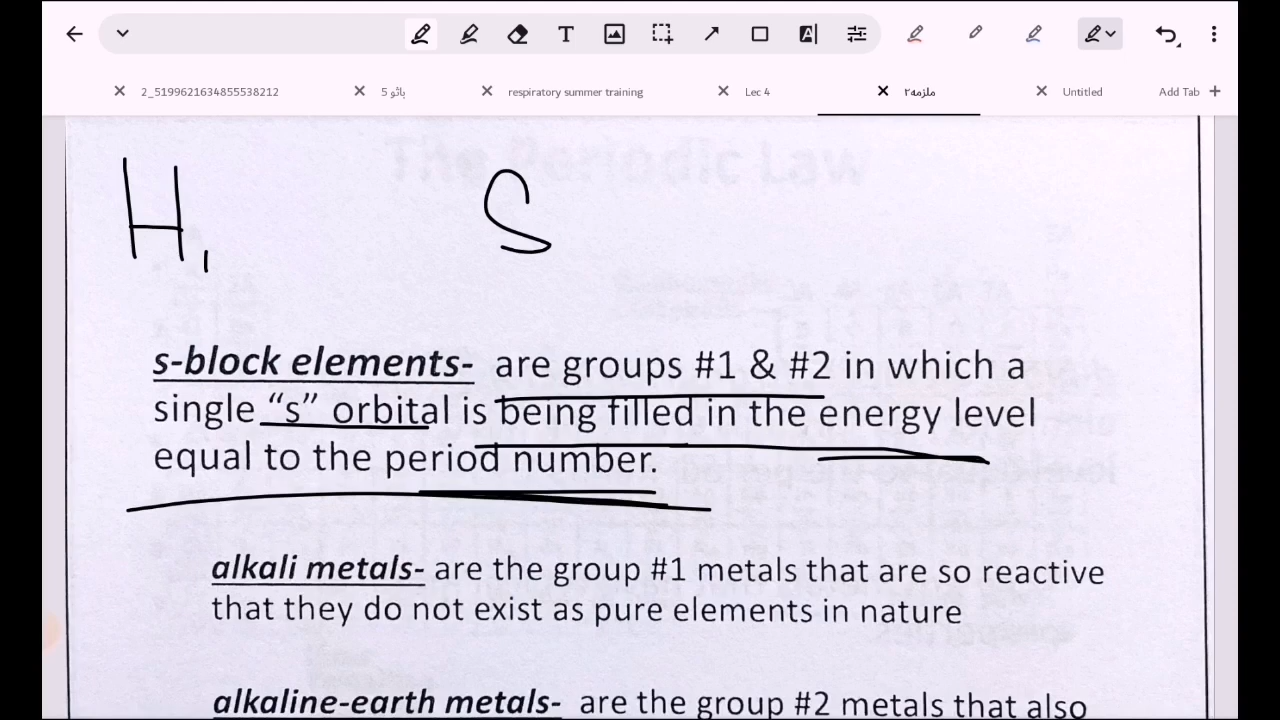 2_5199621634855538212 باثو 5 respiratory summer training Lec 4 ملزمه٢ Untitled Add Tab +
H₁ S
s-block elements- are groups #1 & #2 in which a
single "s" orbital is being filled in the energy level
equal to the period number.
alkali metals- are the group #1 metals that are so reactive
that they do not exist as pure elements in nature
alkaline-earth metals- are the group #2 metals that also